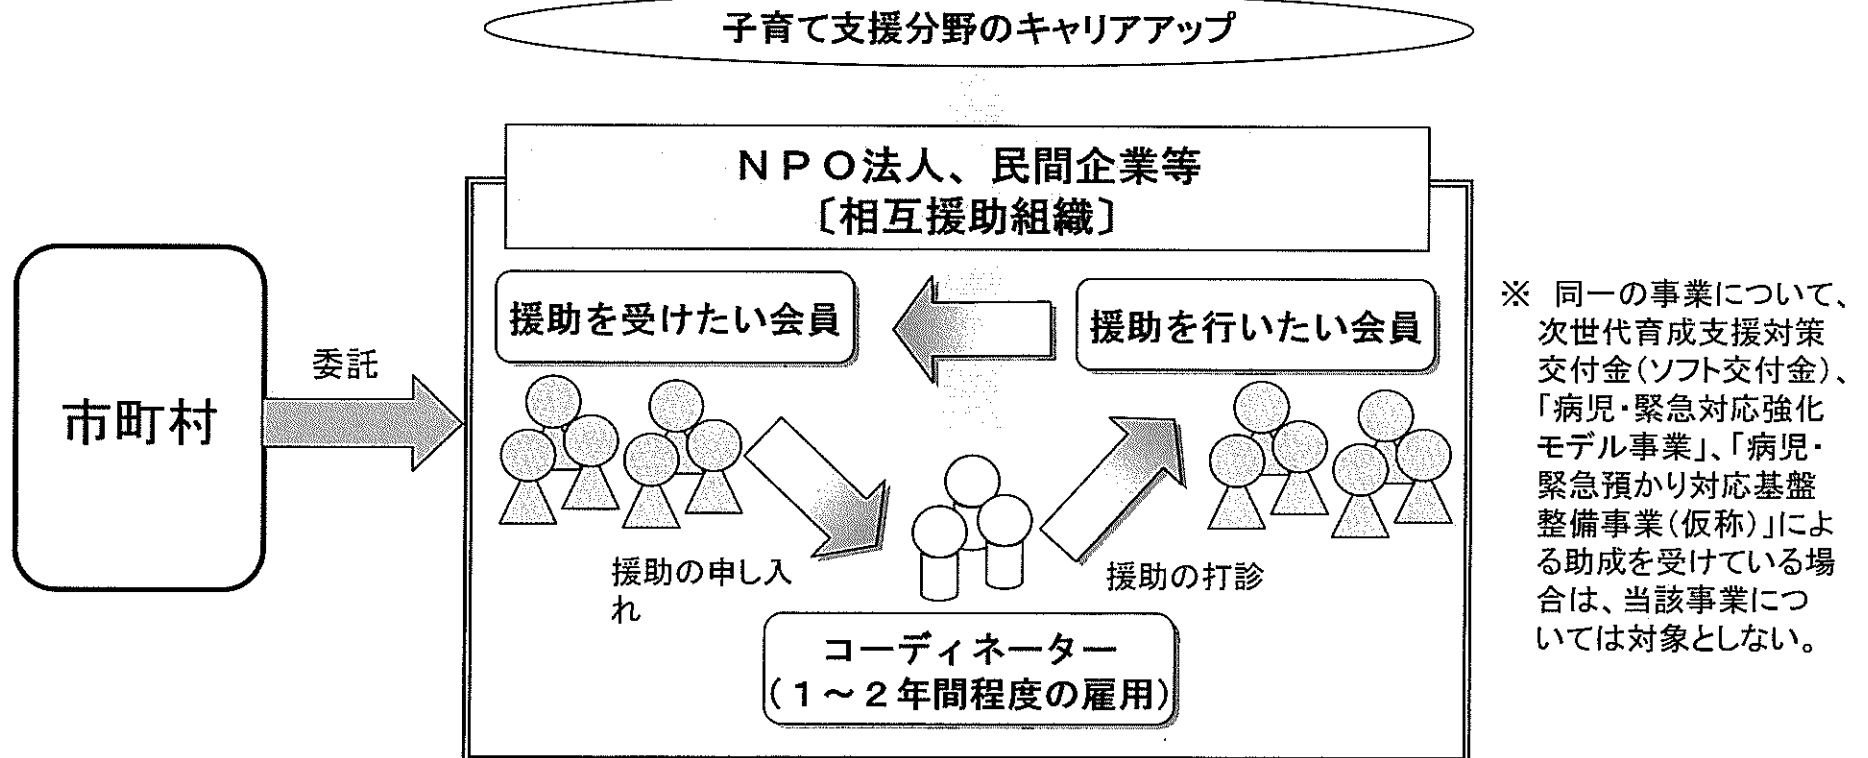 子育て支援分野のキャリアアップ
NPO法人、民間企業等
〔相互援助組織〕
援助を受けたい会員
援助を行いたい会員
委託
市町村
援助の申し入
れ
援助の打診
コーディネーター
(1~2年間程度の雇用)
※ 同一の事業について、
次世代育成支援対策
交付金(ソフト交付金)、
「病児・緊急対応強化
モデル事業」、「病児・
緊急預かり対応基盤
整備事業(仮称)」によ
る助成を受けている場
合は、当該事業につ
いては対象としない。